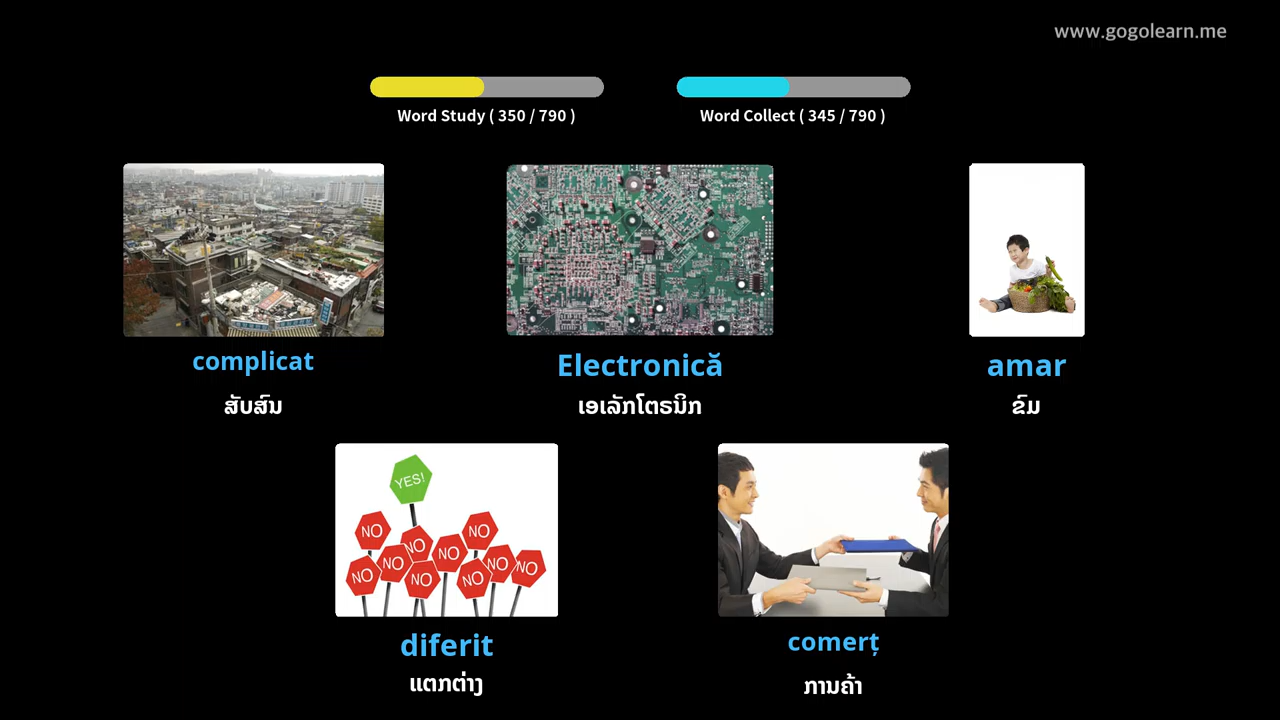 www.gogolearn.me
Word Study ( 350 / 790 )
Word Collect ( 345 / 790 )
complicat
ສັບສົນ
Electronică
ເອເລັກໂຕຣນິກ
amar
ຂົມ
YES!
NO
NO
NO
NO
NO
NO
NO
NO
NO
NO
diferit
ແຕກຕ່າງ
comerț
ການຄ້າ